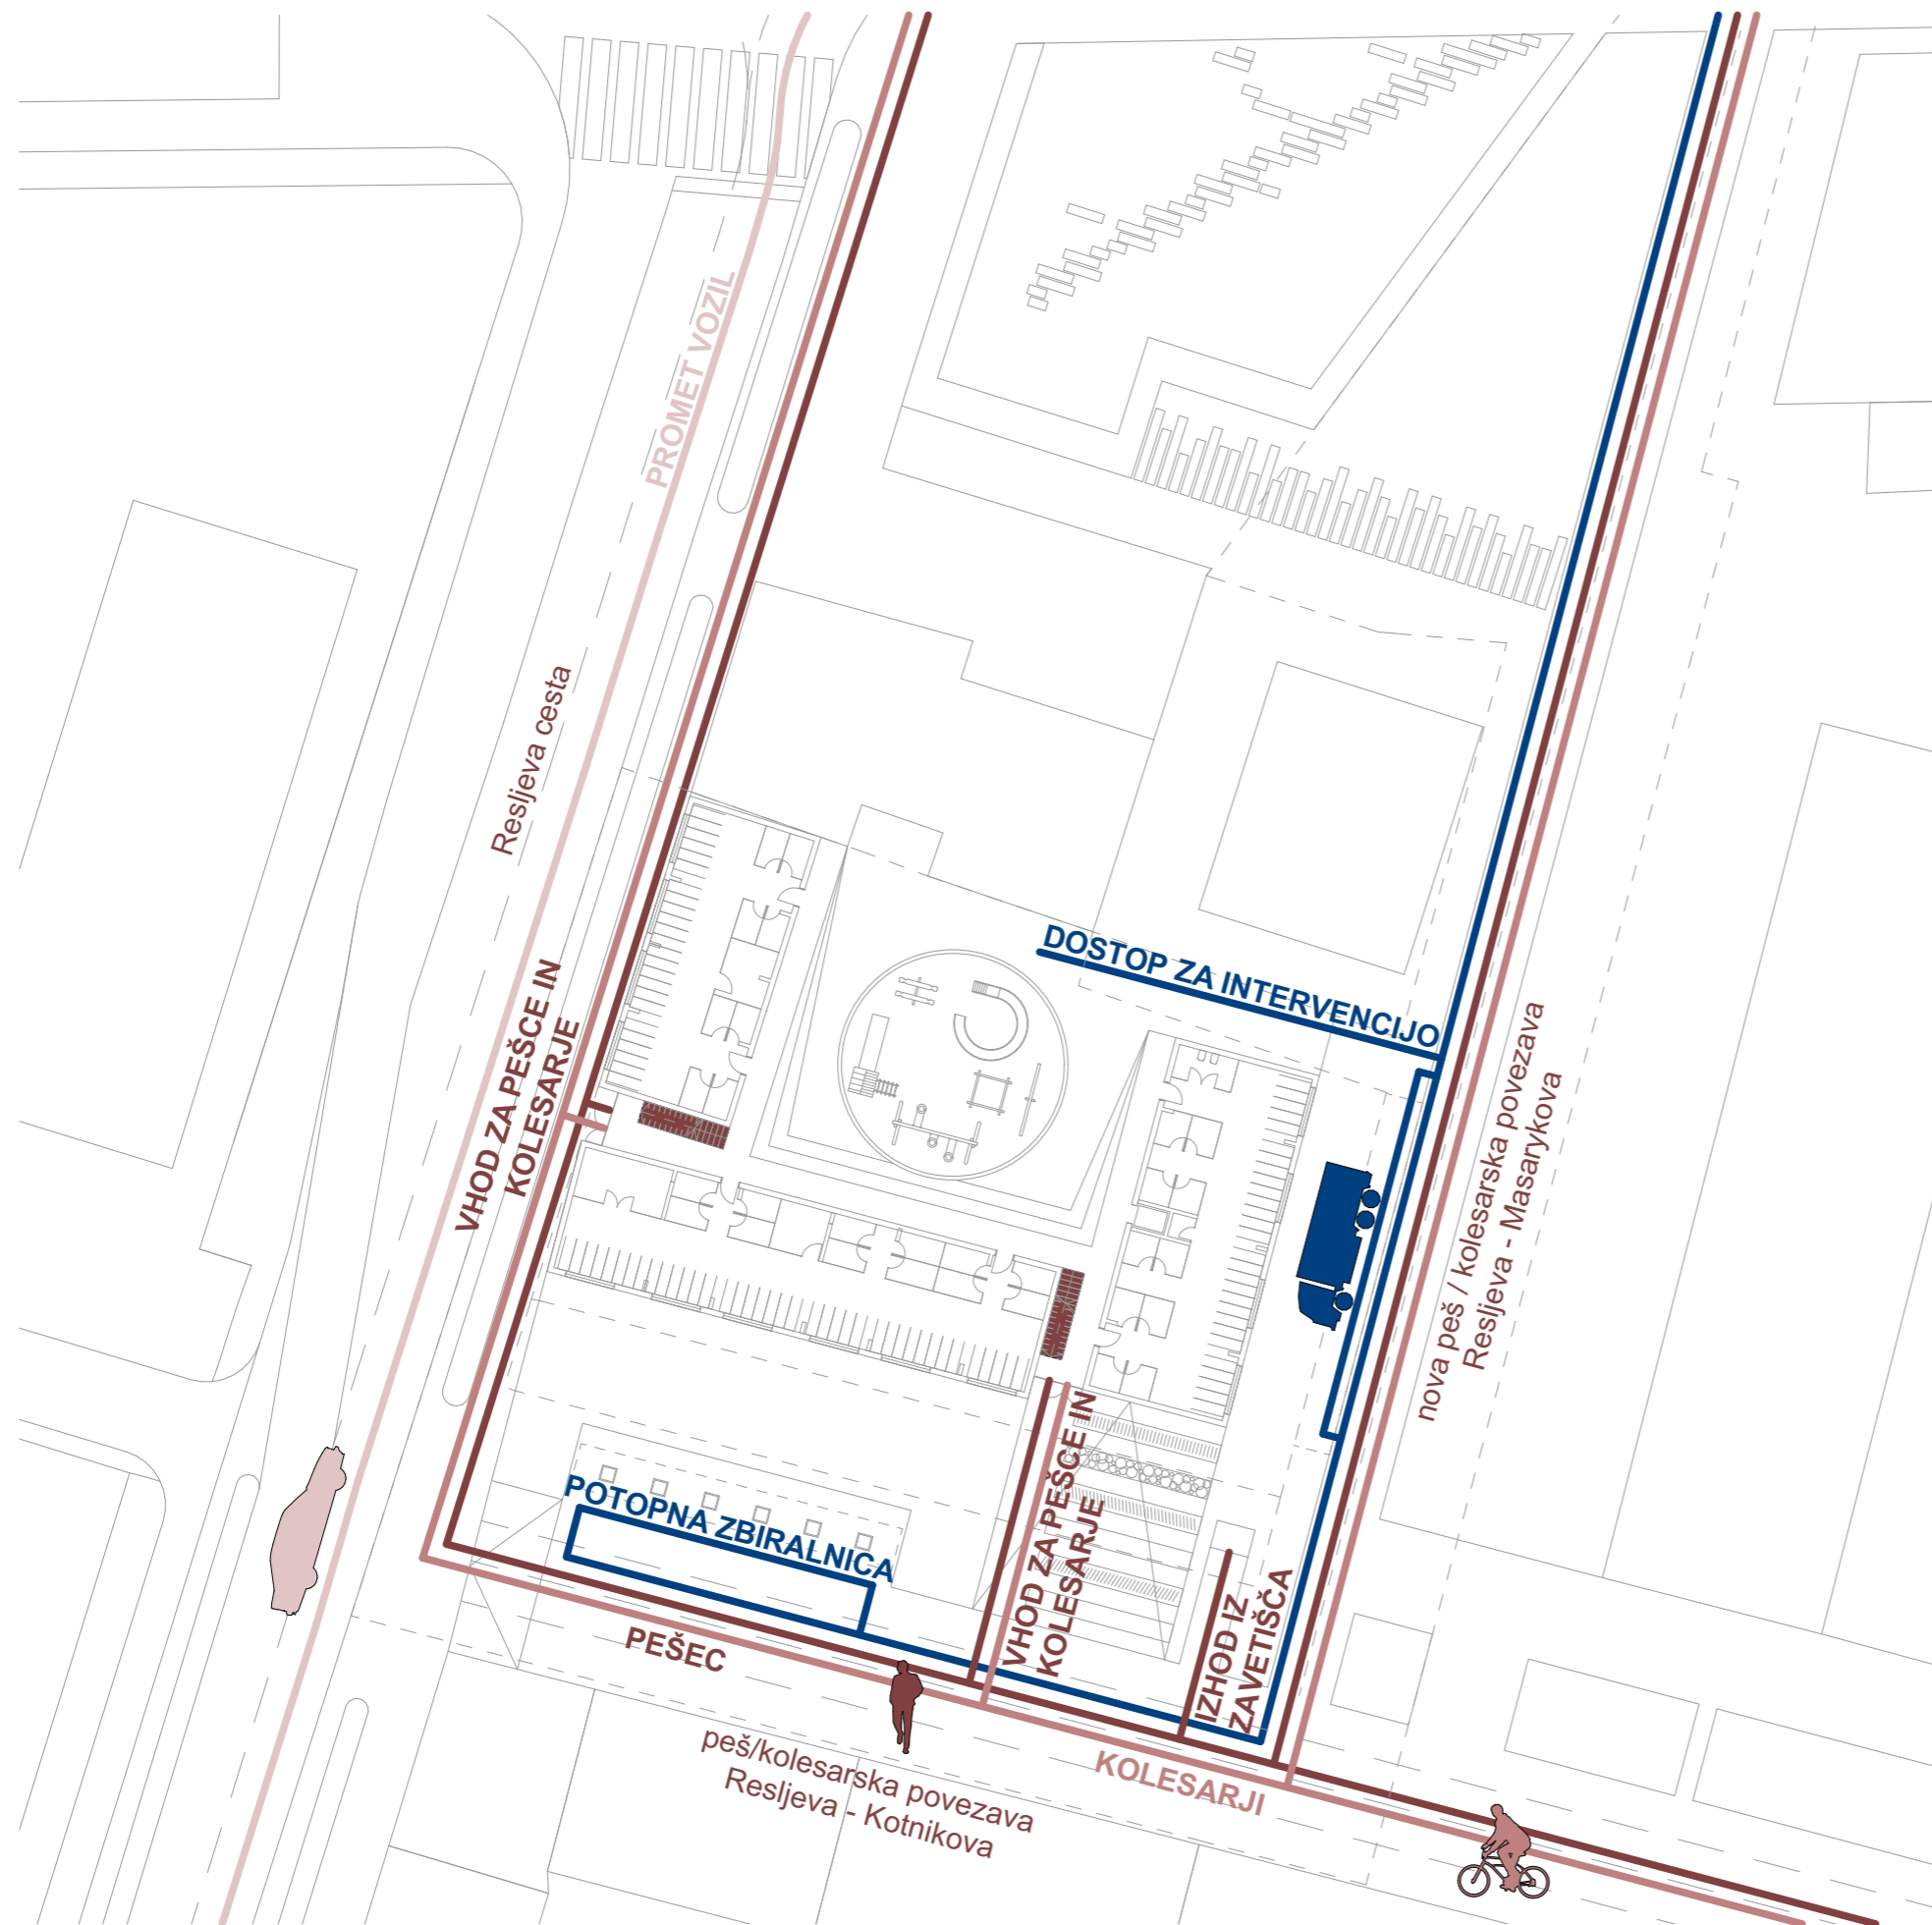 PROMET VOZIL
Resljeva cesta
VHOD ZA PEŠCE IN
KOLESARJE
DOSTOP ZA INTERVENCIJO
nova peš / kolesarska povezava
Resljeva - Masarykova
POTOPNA ZBIRALNICA
VHOD ZA PEŠCE IN
KOLESARJE
IZHOD IZ
ZAVETIŠČA
PEŠEC
peš/kolesarska povezava
Resljeva - Kotnikova
KOLESARJI